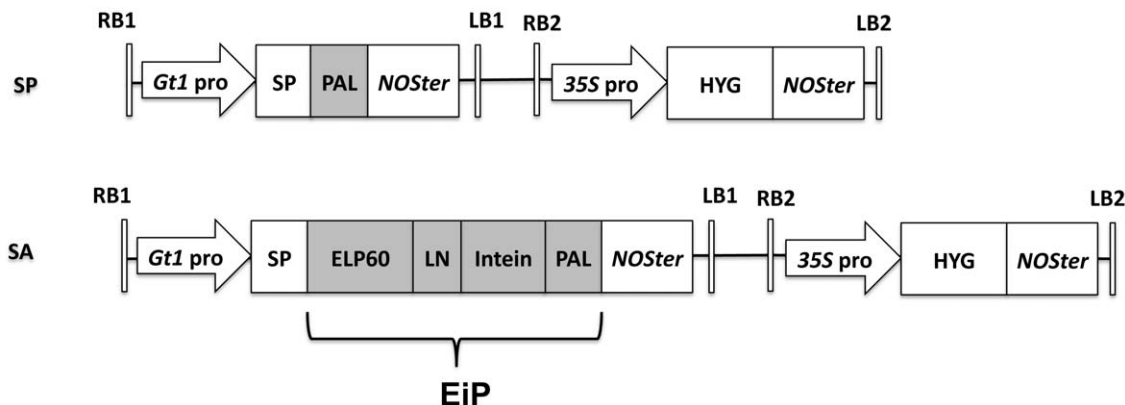 RB1 LB1 RB2 LB2
SP Gt1 pro SP PAL NOSter 35S pro HYG NOSter
RB1 LB1 RB2 LB2
SA Gt1 pro SP ELP60 LN Intein PAL NOSter 35S pro HYG NOSter
EiP